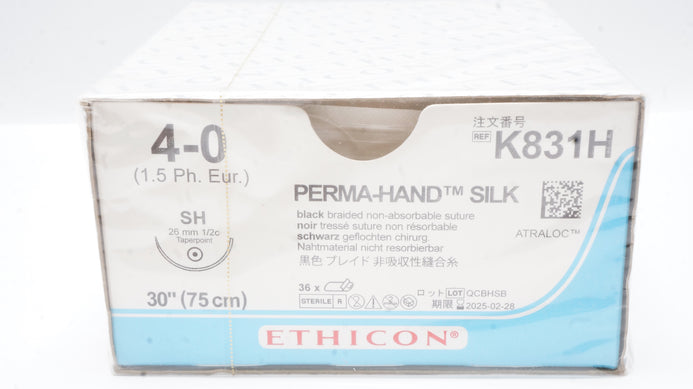 4-0
(1.5 Ph. Eur.)
SH
26 mm 1/2c
Taperpoint
30" (75 cm)
注文番号
REF K831H
PERMA-HAND™ SILK
black braided non-absorbable suture
noir tressé suture non résorbable
schwarz geflochten chirurg.
Nahtmaterial nicht resorbierbar
黒色 ブレイド 非吸収性縫合糸
ATRALOC™
36 x
STERILE R
ロット LOT QCBHSB
期限 2025-02-28
ETHICON®